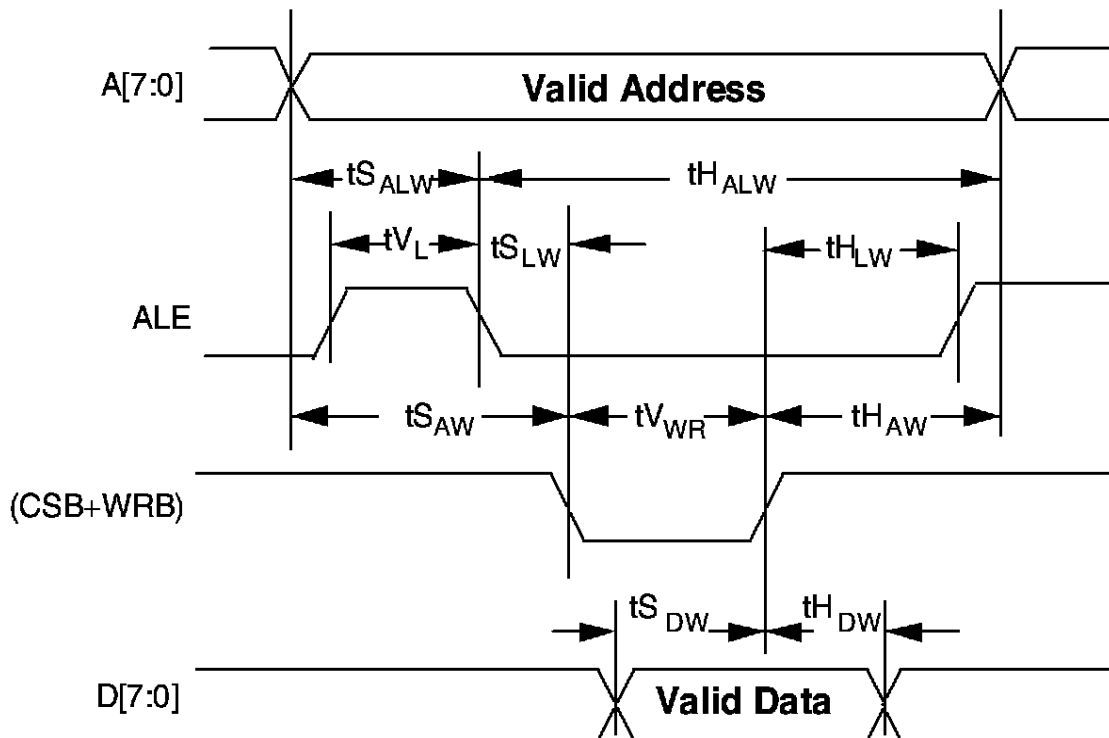 A[7:0] Valid Address
tS ALW tH ALW
tV L tS LW tH LW
ALE
tS AW tV WR tH AW
(CSB+WRB)
tS DW tH DW
D[7:0] Valid Data